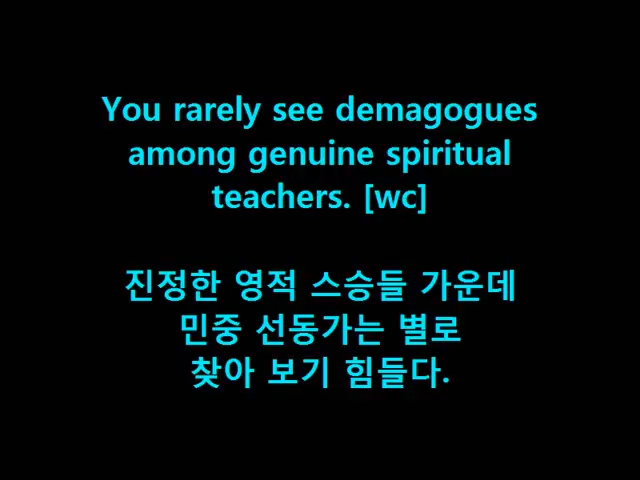 You rarely see demagogues
among genuine spiritual
teachers. [wc]
진정한 영적 스승들 가운데
민중 선동가는 별로
찾아 보기 힘들다.